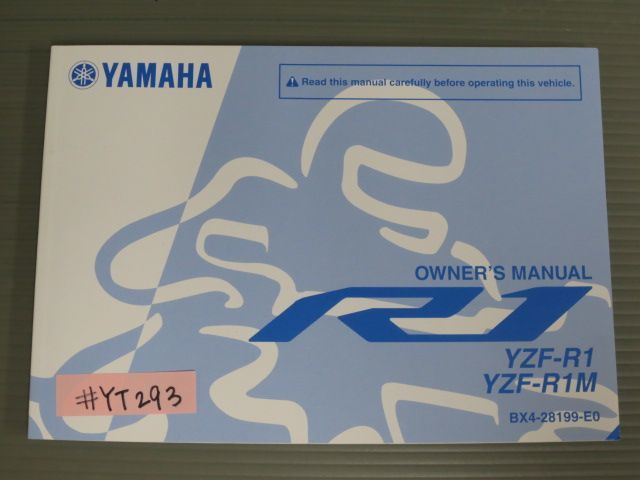 YAMAHA
Read this manual carefully before operating this vehicle.
OWNER'S MANUAL
R1
YZF-R1
YZF-R1M
BX4-28199-E0
#YT293